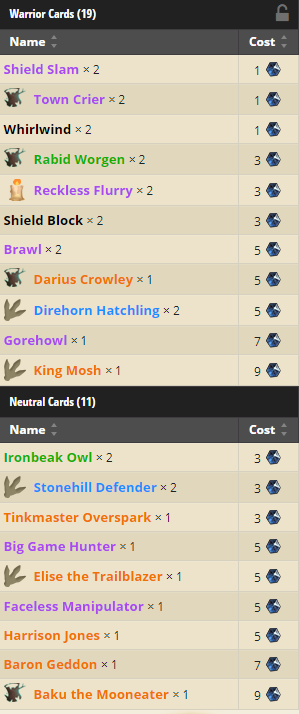 Warrior Cards (19)
Name Cost
Shield Slam × 2 1
Town Crier × 2 1
Whirlwind × 2 1
Rabid Worgen × 2 3
Reckless Flurry × 2 3
Shield Block × 2 3
Brawl × 2 5
Darius Crowley × 1 5
Direhorn Hatchling × 2 5
Gorehowl × 1 7
King Mosh × 1 9
Neutral Cards (11)
Name Cost
Ironbeak Owl × 2 3
Stonehill Defender × 2 3
Tinkmaster Overspark × 1 3
Big Game Hunter × 1 5
Elise the Trailblazer × 1 5
Faceless Manipulator × 1 5
Harrison Jones × 1 5
Baron Geddon × 1 7
Baku the Mooneater × 1 9